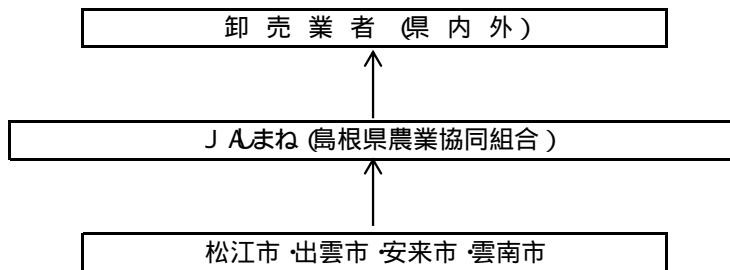 卸売業者（県内外）
JAしまね（島根県農業協同組合）
松江市・出雲市・安来市・雲南市